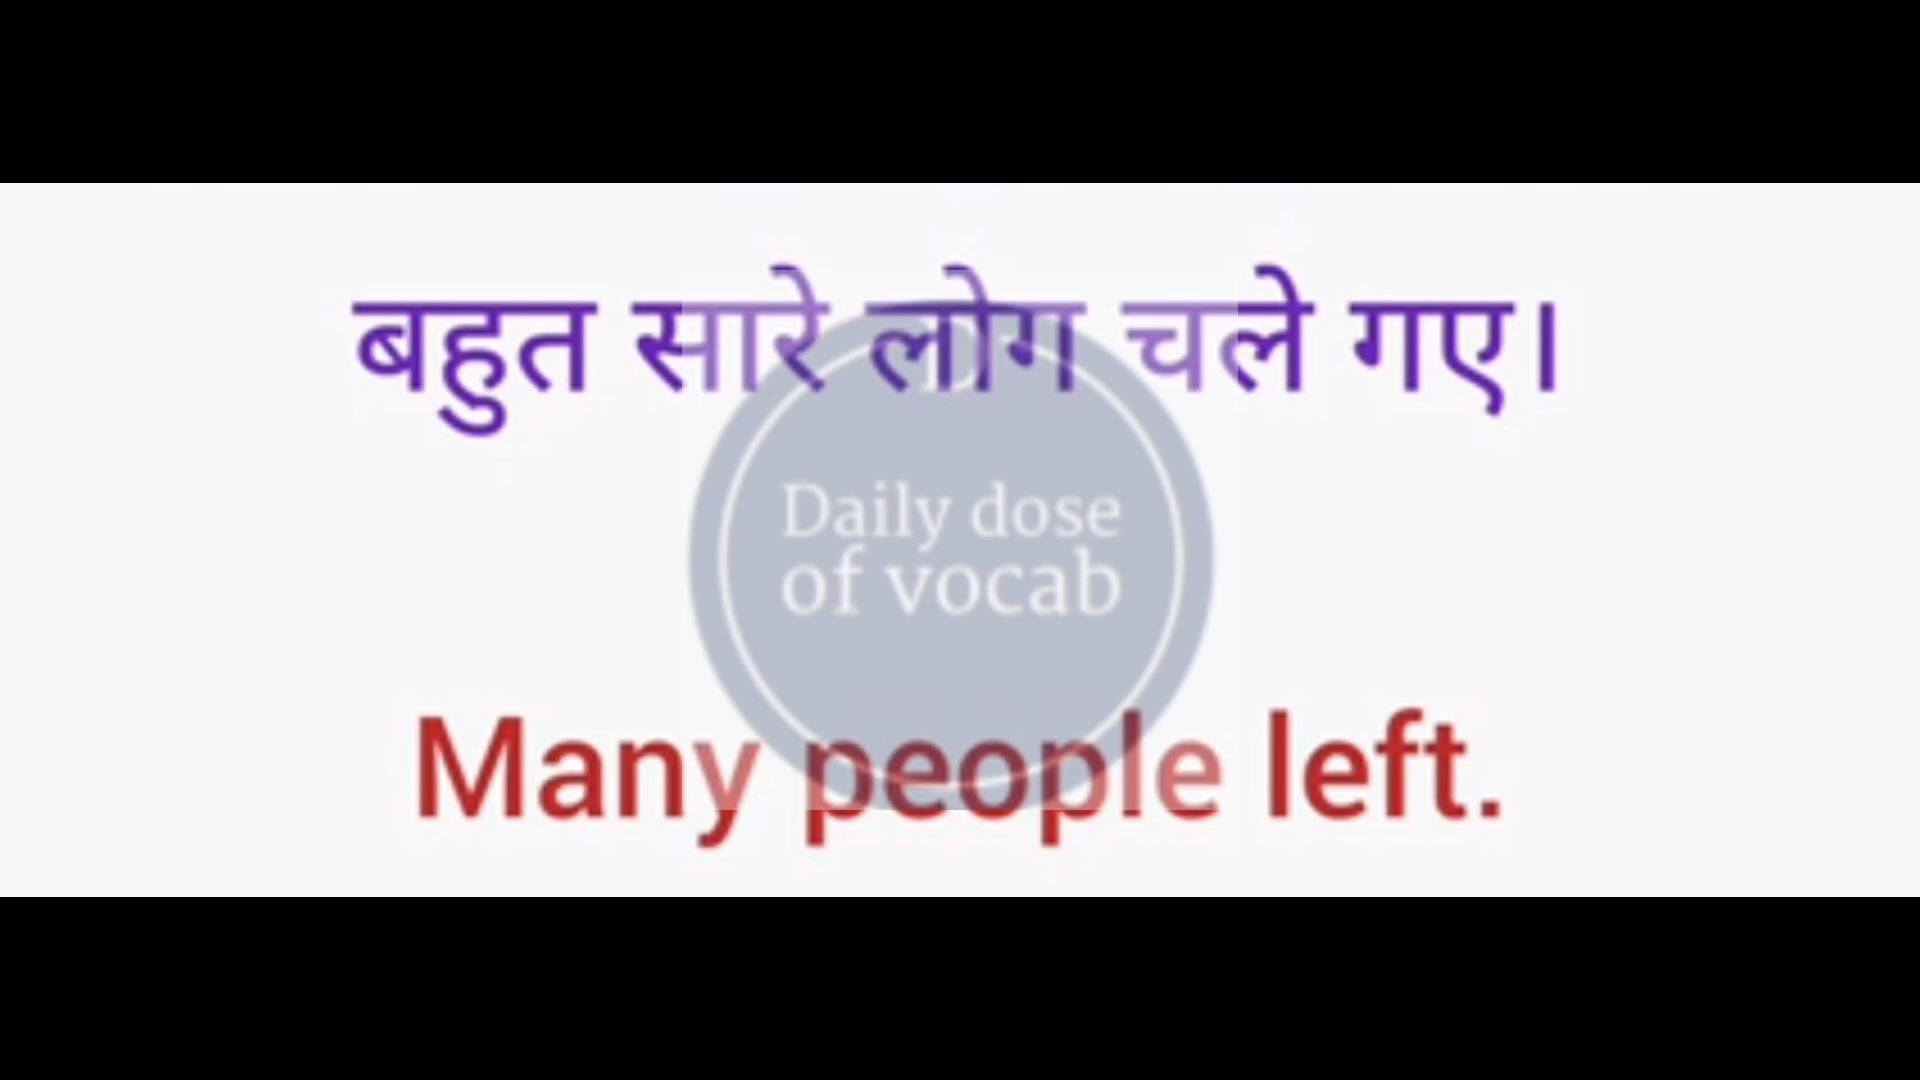 बहुत सारे लोग चले गए।
Daily dose
of vocab
Many people left.